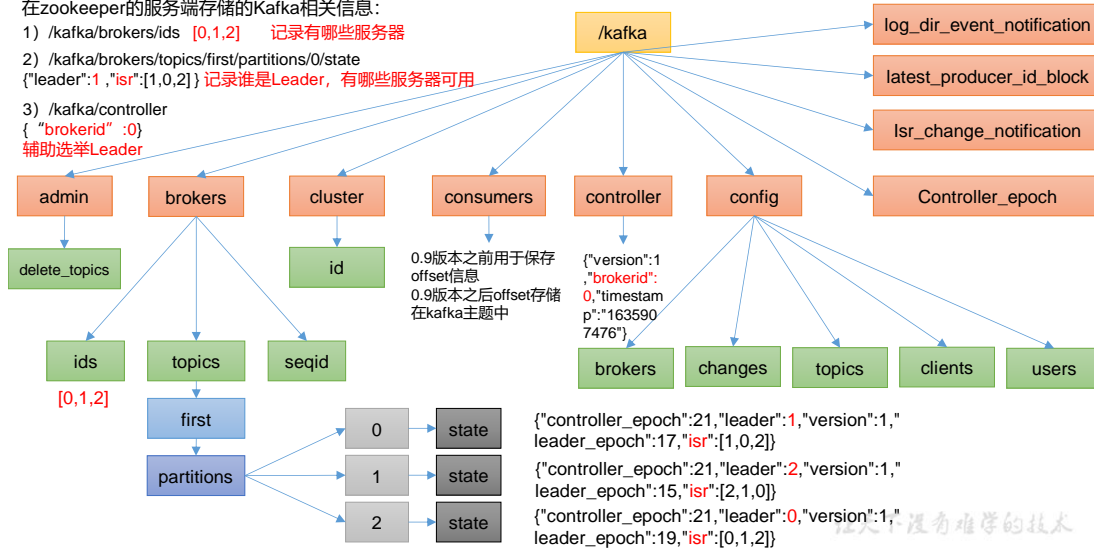 在zookeeper的服务端存储的Kafka相关信息：
1）/kafka/brokers/ids [0,1,2] 记录有哪些服务器
2）/kafka/brokers/topics/first/partitions/0/state
{"leader":1 ,"isr":[1,0,2] } 记录谁是Leader，有哪些服务器可用
3）/kafka/controller
{“brokerid”:0}
辅助选举Leader
/kafka
log_dir_event_notification
latest_producer_id_block
Isr_change_notification
Controller_epoch
admin
brokers
cluster
consumers
controller
config
delete_topics
id
0.9版本之前用于保存
offset信息
0.9版本之后offset存储
在kafka主题中
{"version":1
,"brokerid":
0,"timestam
p":"163590
7476"}
ids
topics
seqid
brokers
changes
topics
clients
users
[0,1,2]
first
partitions
0
state
{"controller_epoch":21,"leader":1,"version":1,"
leader_epoch":17,"isr":[1,0,2]}
1
state
{"controller_epoch":21,"leader":2,"version":1,"
leader_epoch":15,"isr":[2,1,0]}
2
state
{"controller_epoch":21,"leader":0,"version":1,"
leader_epoch":19,"isr":[0,1,2]}
让天下没有难学的技术